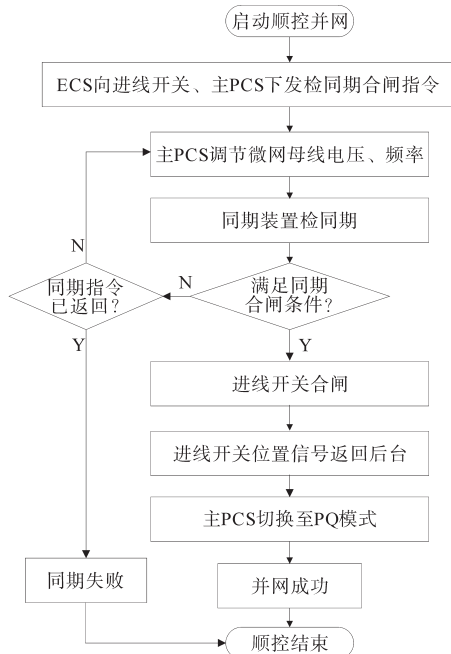 启动顺控并网
ECS向进线开关、主PCS下发检同期合闸指令
主PCS调节微网母线电压、频率
同期装置检同期
N
同期指令
已返回?
N
满足同期
合闸条件?
Y
Y
进线开关合闸
进线开关位置信号返回后台
主PCS切换至PQ模式
同期失败
并网成功
顺控结束